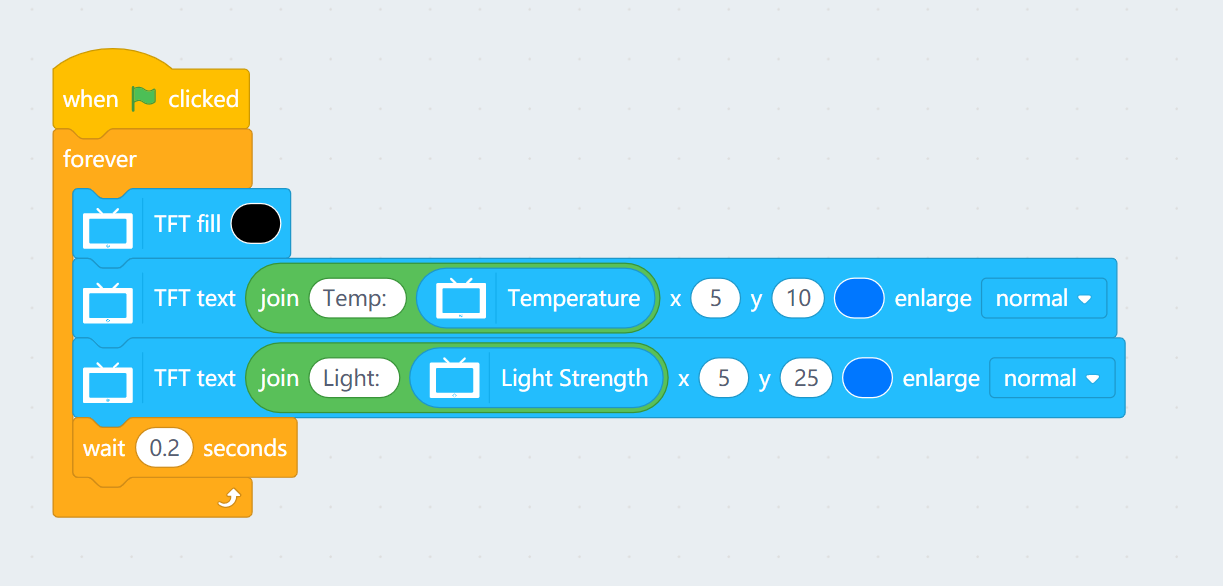 when clicked
forever
TFT fill
TFT text join Temp: Temperature x 5 y 10 enlarge normal
TFT text join Light: Light Strength x 5 y 25 enlarge normal
wait 0.2 seconds